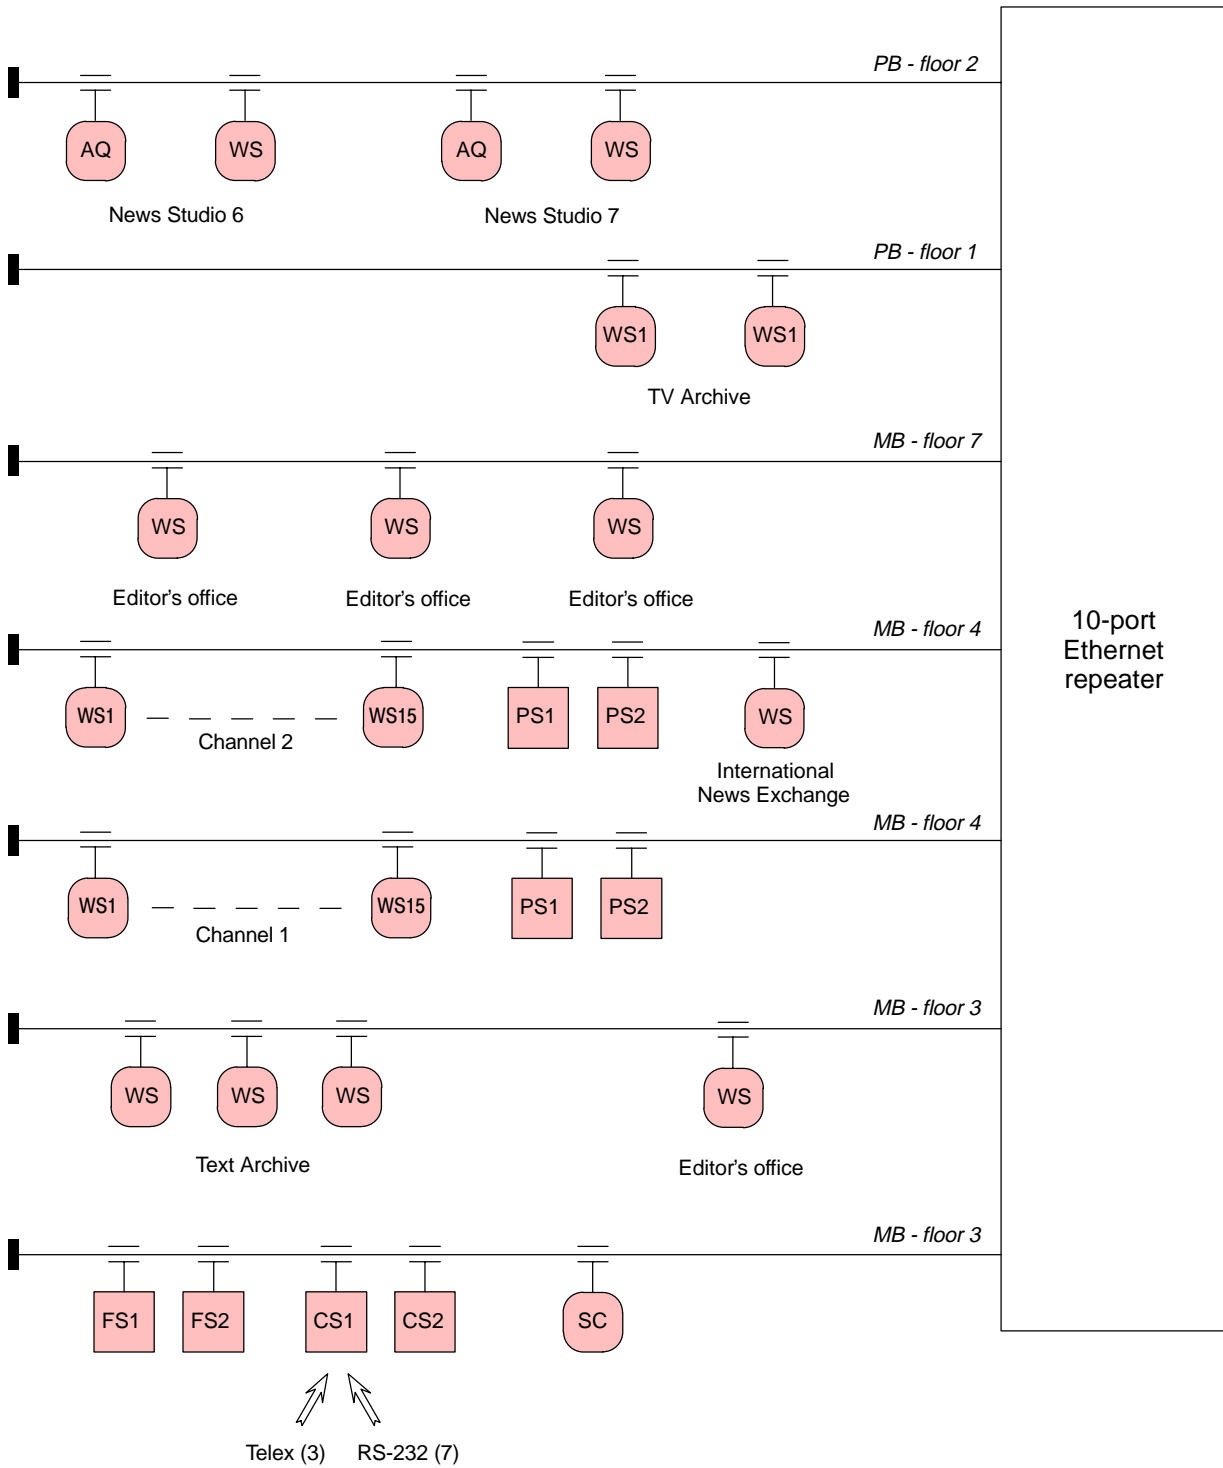 PB - floor 2
AQ WS AQ WS
News Studio 6 News Studio 7
PB - floor 1
WS1 WS1
TV Archive
MB - floor 7
WS WS WS
Editor’s office Editor’s office Editor’s office
MB - floor 4
WS1 WS15 PS1 PS2 WS
Channel 2
International
News Exchange
MB - floor 4
WS1 WS15 PS1 PS2
Channel 1
MB - floor 3
WS WS WS WS
Text Archive Editor’s office
MB - floor 3
FS1 FS2 CS1 CS2 SC
Telex (3) RS-232 (7)
10-port
Ethernet
repeater